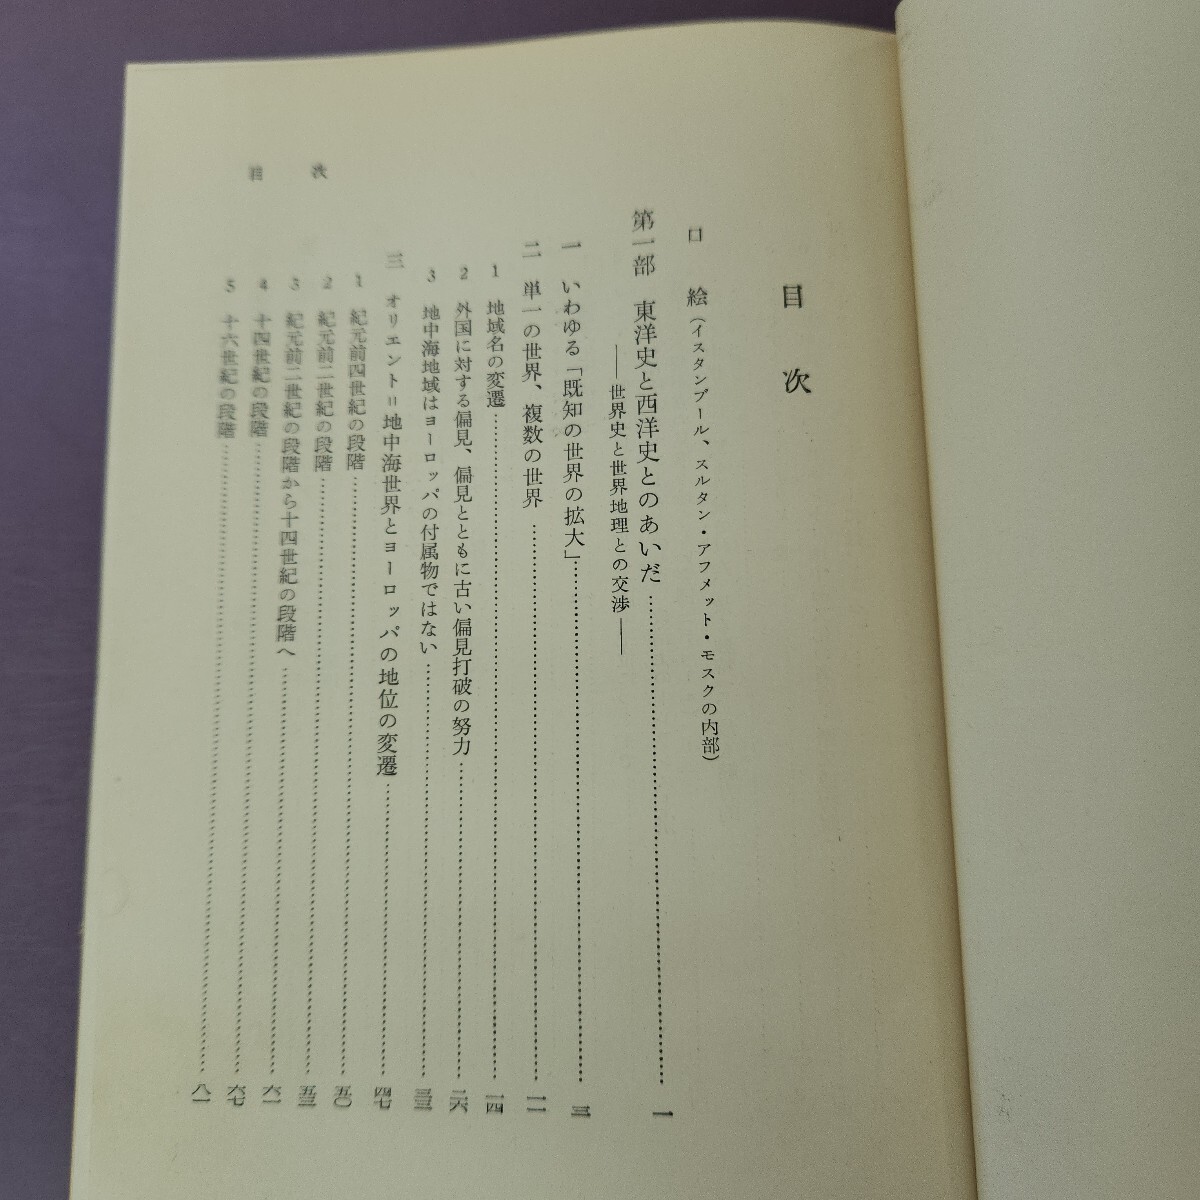 目次
口絵（イスタンブール、スルタン・アフメット・モスクの内部）
第一部 東洋史と西洋史とのあいだ……………………一
――世界史と世界地理との交渉――
一 いわゆる「既知の世界の拡大」……………………三
二 単一の世界、複数の世界……………………一一
1 地域名の変遷……………………一四
2 外国に対する偏見、偏見とともに古い偏見打破の努力……………………二六
3 地中海地域はヨーロッパの付属物ではない……………………三三
三 オリエント＝地中海世界とヨーロッパの地位の変遷……………………四七
1 紀元前四世紀の段階……………………五〇
2 紀元前二世紀の段階……………………五三
3 紀元前二世紀の段階から十四世紀の段階へ……………………六一
4 十四世紀の段階……………………六七
5 十六世紀の段階……………………八一
目次